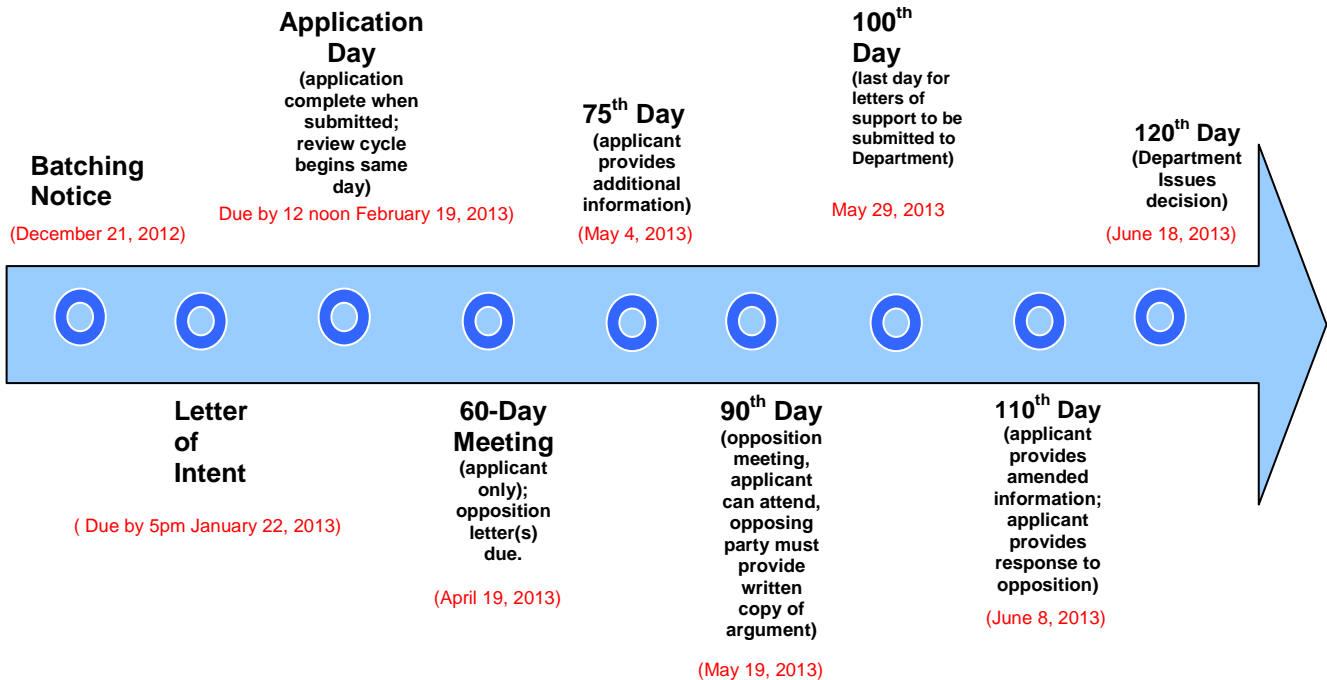 Batching
Notice
(December 21, 2012)
Letter
of
Intent
( Due by 5pm January 22, 2013)
Application
Day
(application
complete when
submitted;
review cycle
begins same
day)
Due by 12 noon February 19, 2013)
60-Day
Meeting
(applicant
only);
opposition
letter(s)
due.
(April 19, 2013)
75th Day
(applicant
provides
additional
information)
(May 4, 2013)
90th Day
(opposition
meeting,
applicant
can attend,
opposing
party must
provide
written
copy of
argument)
(May 19, 2013)
100th
Day
(last day for
letters of
support to be
submitted to
Department)
May 29, 2013
110th Day
(applicant
provides
amended
information;
applicant
provides
response to
opposition)
(June 8, 2013)
120th Day
(Department
Issues
decision)
(June 18, 2013)